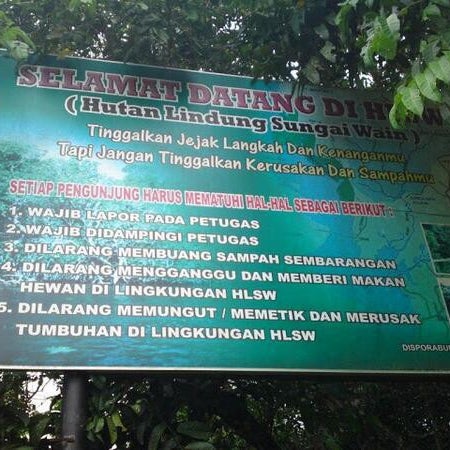 SELAMAT DATANG DI HLSW
( Hutan Lindung Sungai Wain )
Tinggalkan Jejak Langkah Dan Kenanganmu
Tapi Jangan Tinggalkan Kerusakan Dan Sampahmu
SETIAP PENGUNJUNG HARUS MEMATUHI HAL-HAL SEBAGAI BERIKUT :
1. WAJIB LAPOR PADA PETUGAS
2. WAJIB DIDAMPINGI PETUGAS
3. DILARANG MEMBUANG SAMPAH SEMBARANGAN
4. DILARANG MENGGANGGU DAN MEMBERI MAKAN
HEWAN DI LINGKUNGAN HLSW
5. DILARANG MEMUNGUT / MEMETIK DAN MERUSAK
TUMBUHAN DI LINGKUNGAN HLSW